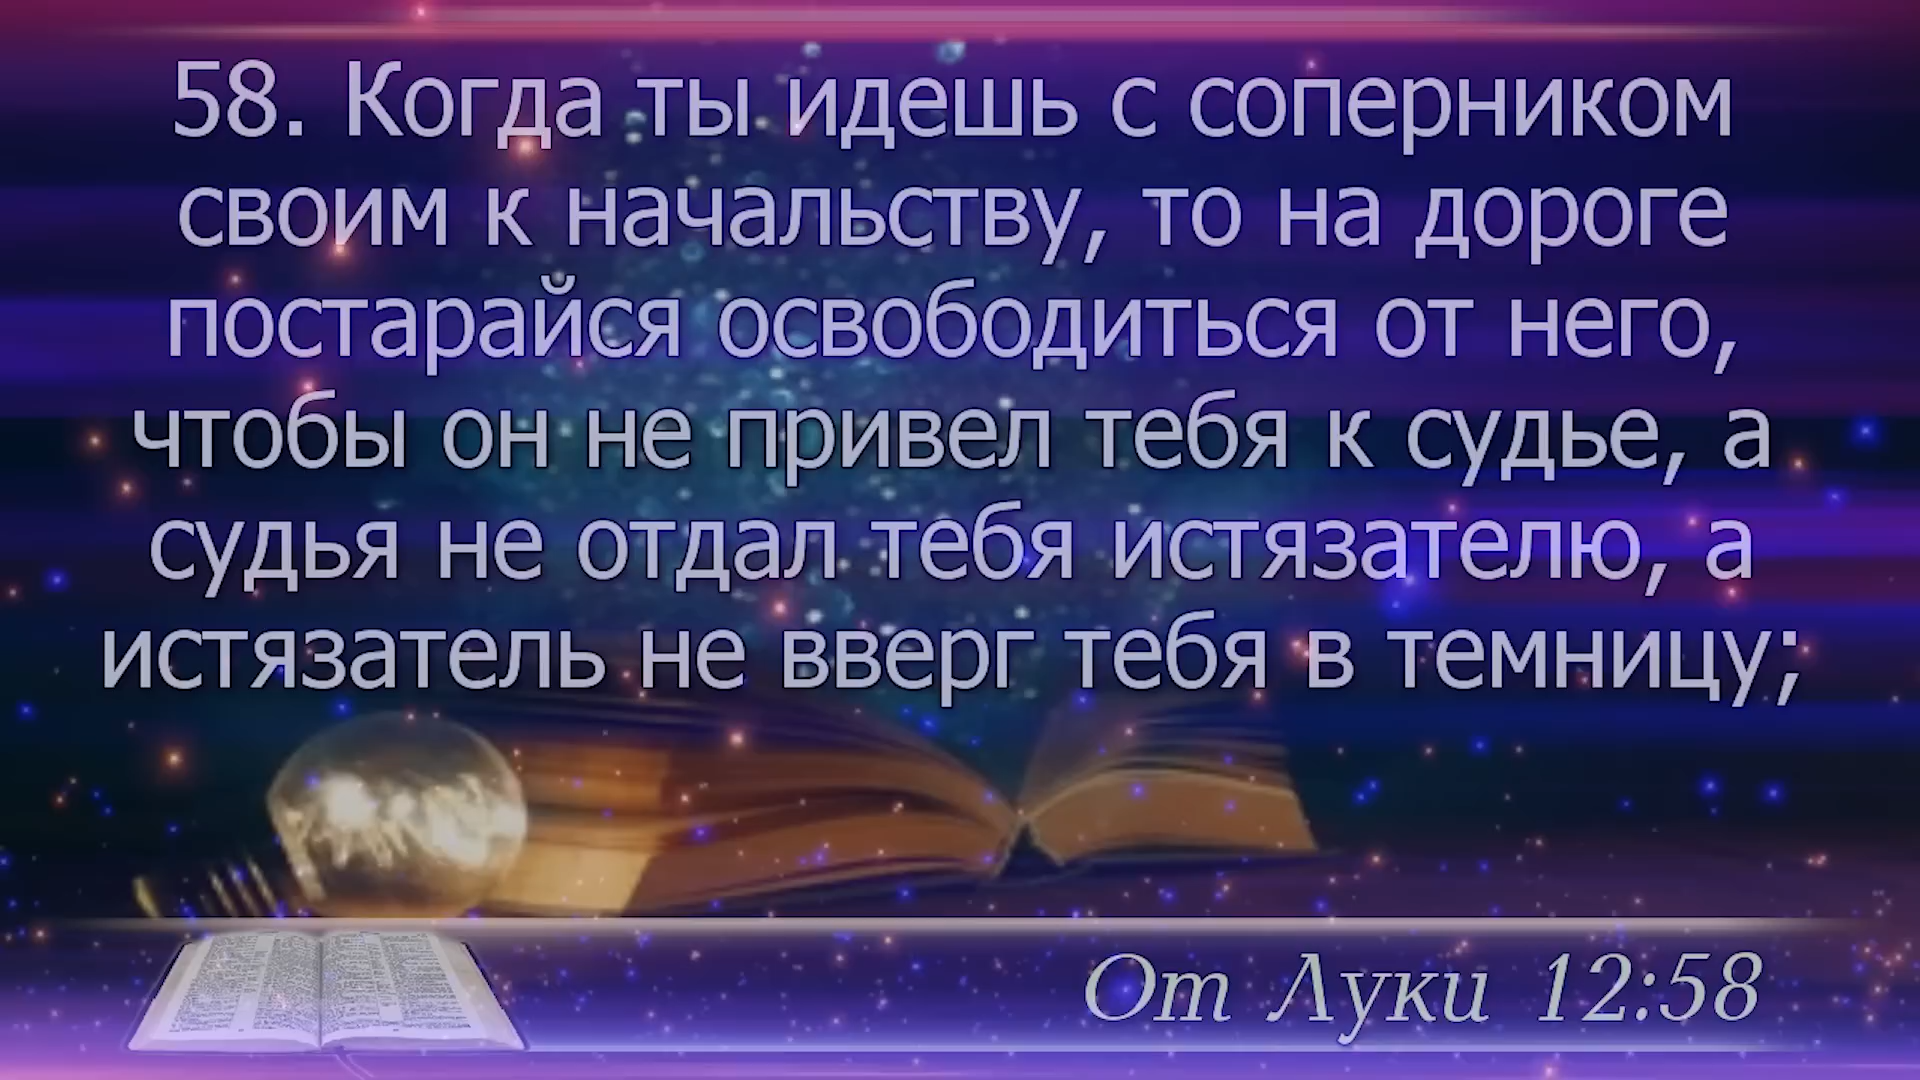 58. Когда ты идешь с соперником
своим к начальству, то на дороге
постарайся освободиться от него,
чтобы он не привел тебя к судье, а
судья не отдал тебя истязателю, а
истязатель не вверг тебя в темницу;
От Луки 12:58